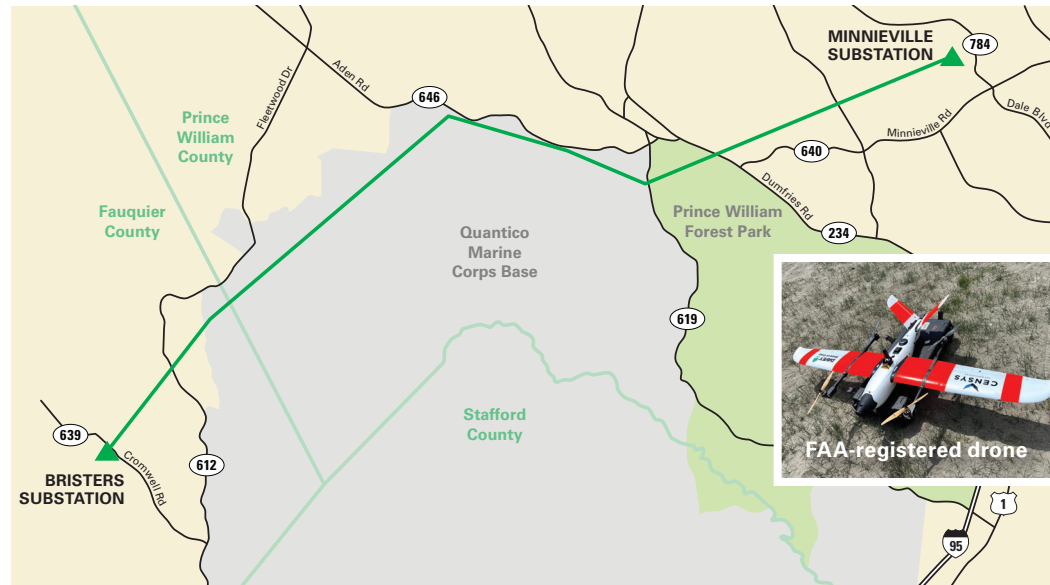 MINNIEVILLE
SUBSTATION
784
Aden Rd
646
Fleetwood Dr
Prince
William
County
Dale Blvd
Minnieville Rd
640
Dumfries Rd
Fauquier
County
Prince William
Forest Park
Quantico
Marine
Corps Base
234
619
CENSYS
FAA-registered drone
Stafford
County
639
Cromwell Rd
BRISTERS
SUBSTATION
612
1
95